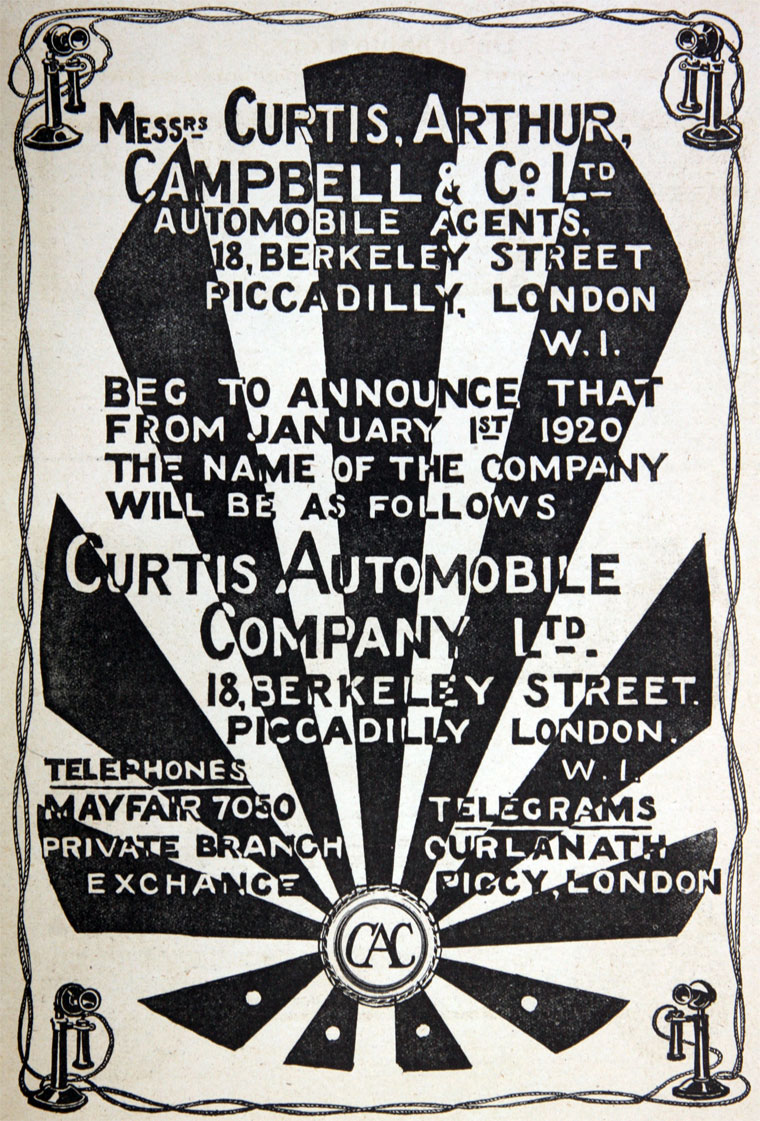 MESSRS CURTIS, ARTHUR,
CAMPBELL & CO LTD
AUTOMOBILE AGENTS,
18, BERKELEY STREET
PICCADILLY, LONDON
W.1.
BEG TO ANNOUNCE THAT
FROM JANUARY 1ST 1920
THE NAME OF THE COMPANY
WILL BE AS FOLLOWS
CURTIS AUTOMOBILE
COMPANY LTD.
18, BERKELEY STREET.
PICCADILLY LONDON.
W.1.
TELEPHONES
MAYFAIR 7050
PRIVATE BRANCH
EXCHANGE
TELEGRAMS
CURLANATH
PICCY, LONDON
CAC